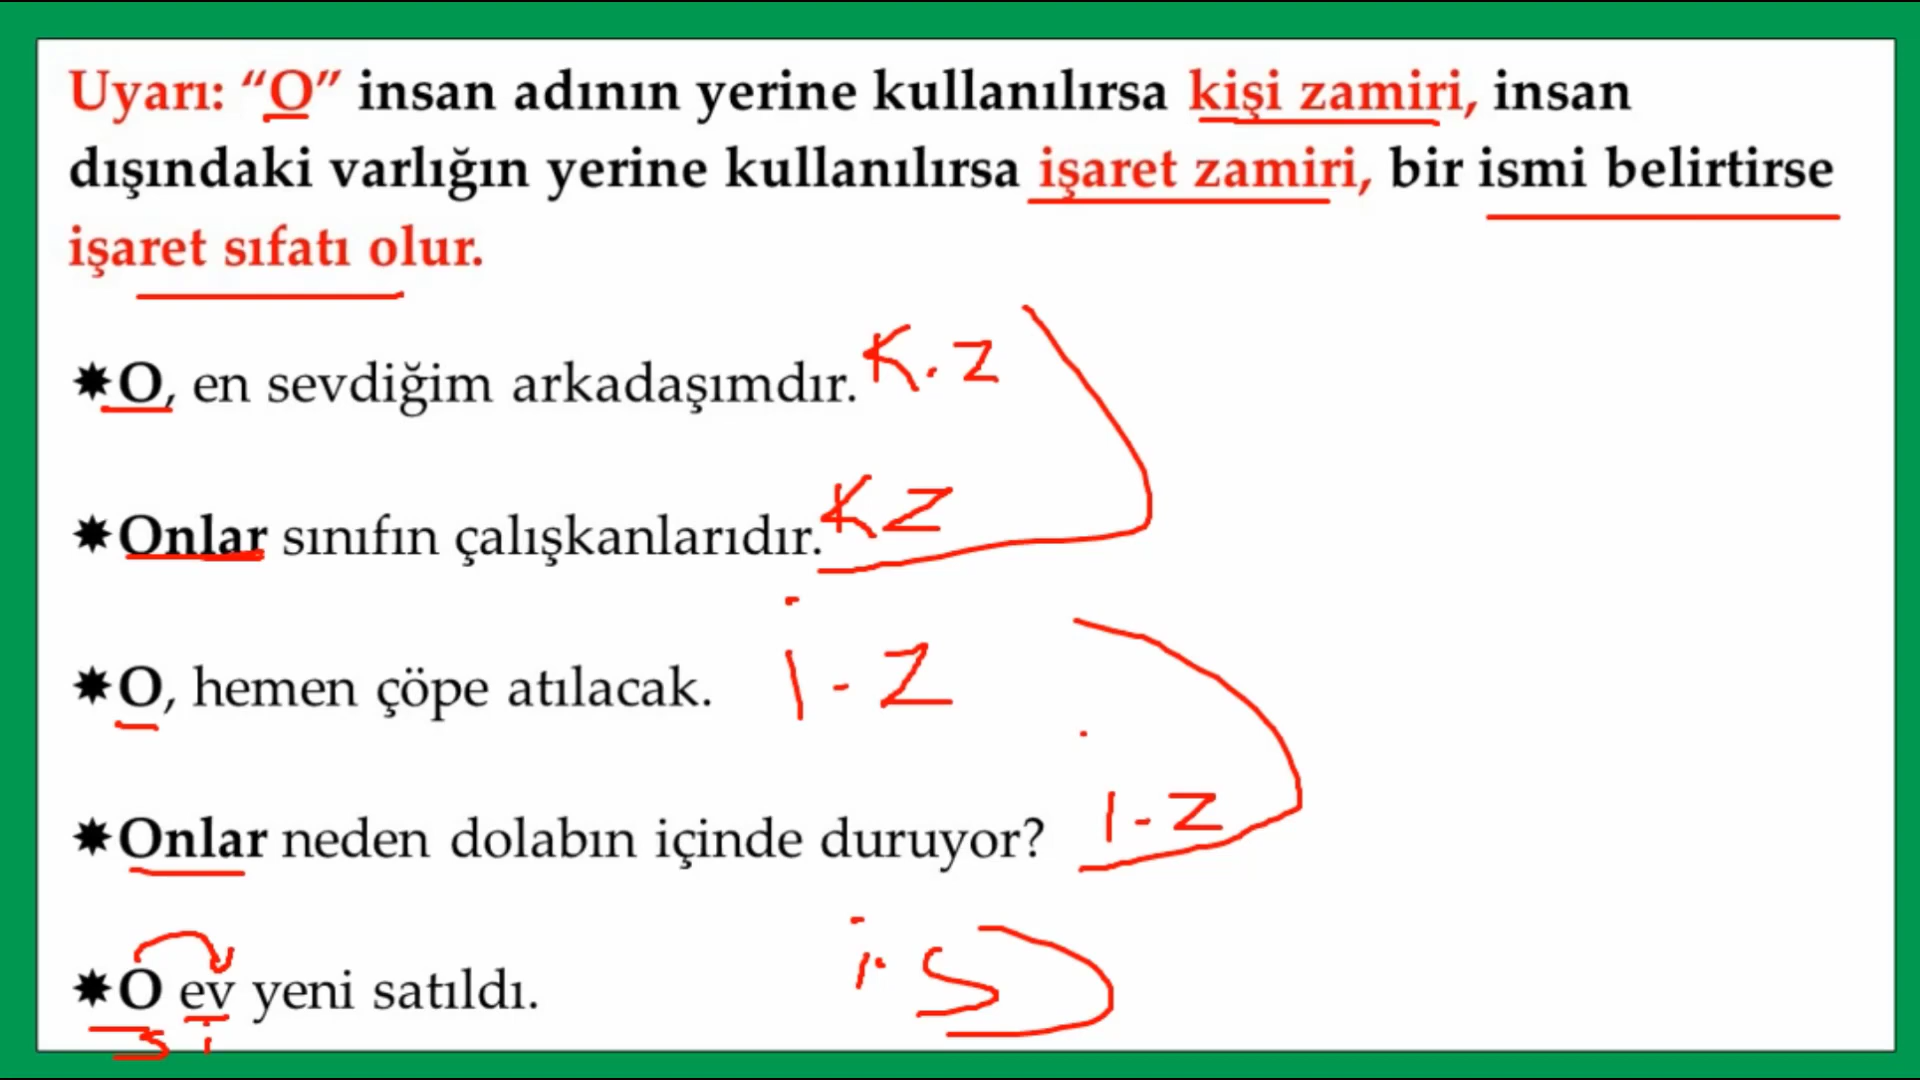 Uyarı: “O” insan adının yerine kullanılırsa kişi zamiri, insan
dışındaki varlığın yerine kullanılırsa işaret zamiri, bir ismi belirtirse
işaret sıfatı olur.
✷O, en sevdiğim arkadaşımdır. K.Z
✷Onlar sınıfın çalışkanlarıdır. KZ
✷O, hemen çöpe atılacak. İ-Z
✷Onlar neden dolabın içinde duruyor? İ-Z
✷O ev yeni satıldı. İ.S
S i